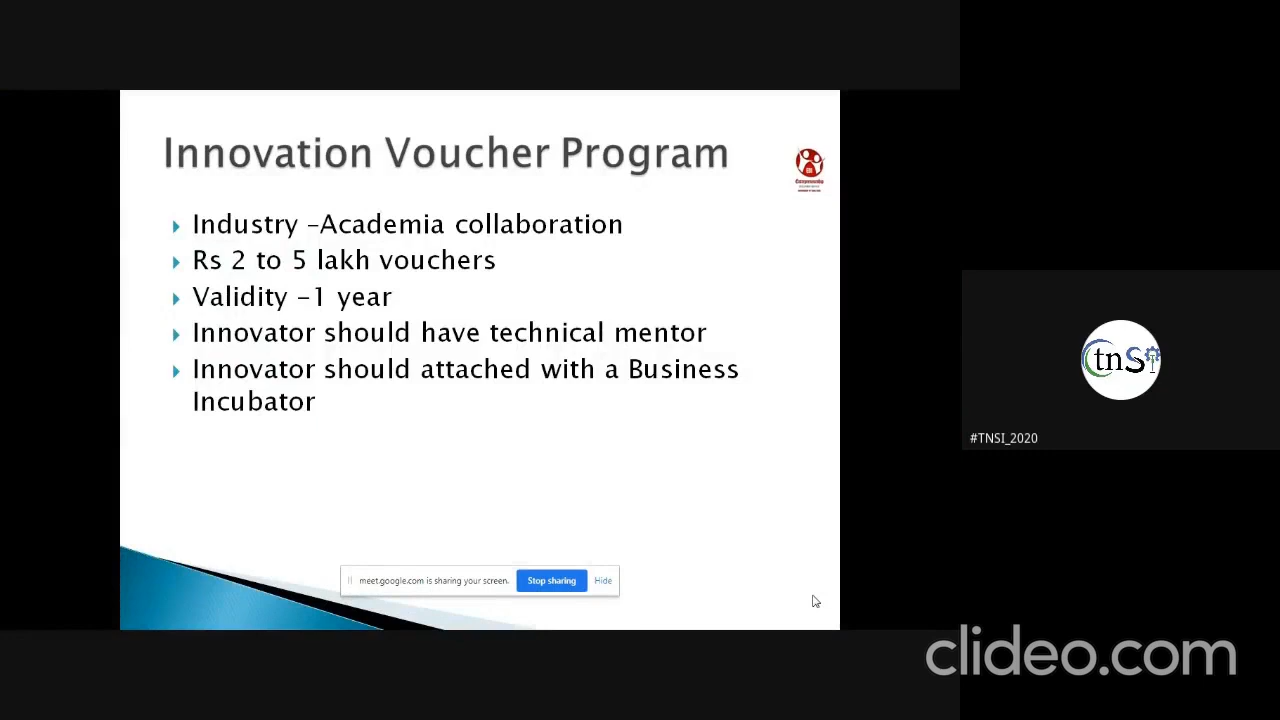 Innovation Voucher Program
Industry –Academia collaboration
Rs 2 to 5 lakh vouchers
Validity –1 year
Innovator should have technical mentor
Innovator should attached with a Business
Incubator
meet.google.com is sharing your screen.
Stop sharing
Hide
tnSi
#TNSI_2020
clideo.com